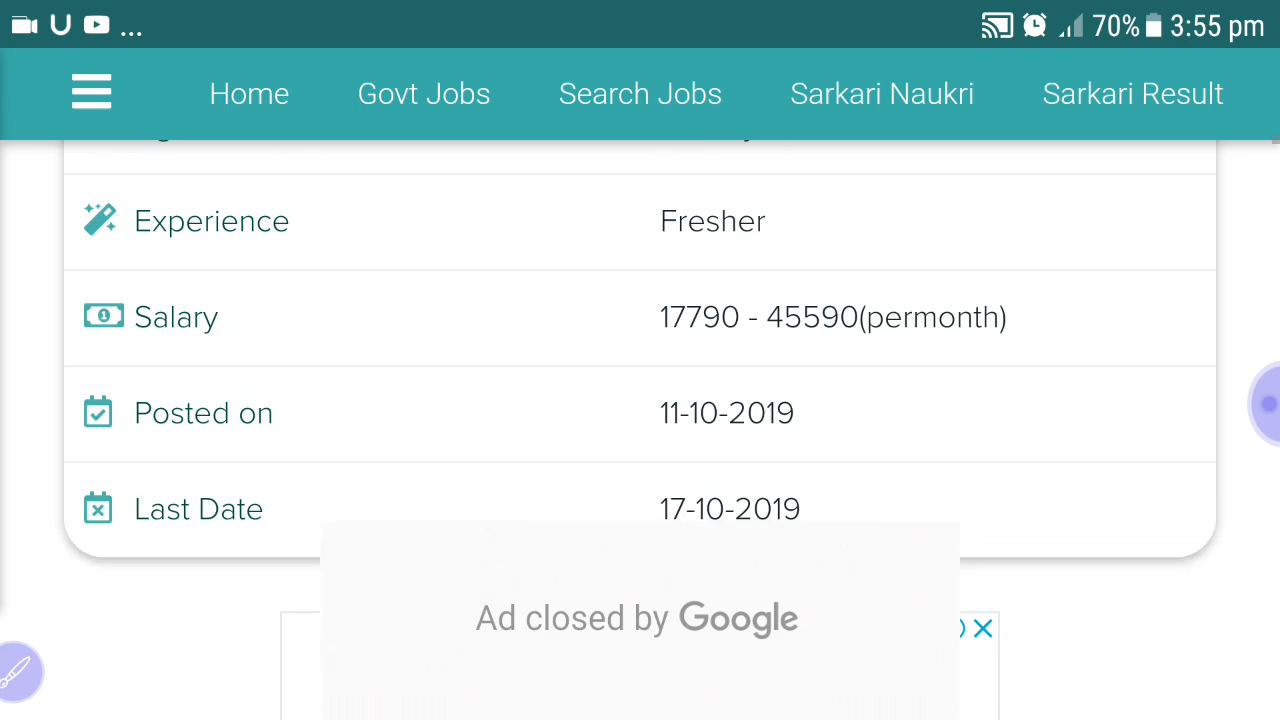 ... 70% 3:55 pm
Home Govt Jobs Search Jobs Sarkari Naukri Sarkari Result
Experience Fresher
Salary 17790 - 45590(permonth)
Posted on 11-10-2019
Last Date 17-10-2019
Ad closed by Google